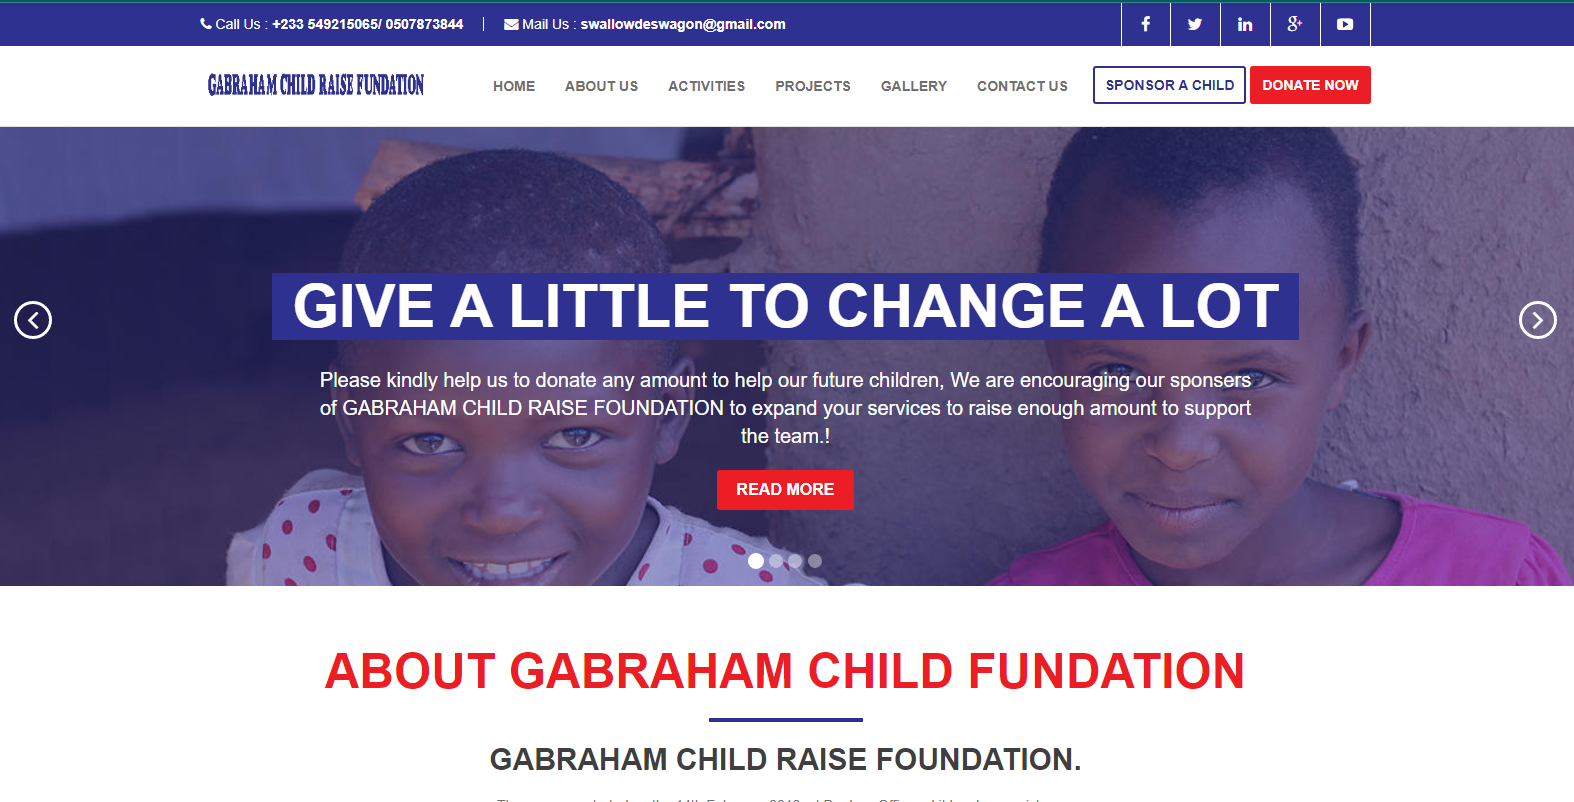 Call Us : +233 549215065/ 0507873844
Mail Us : swallowdeswagon@gmail.com
GABRAHAM CHILD RAISE FUNDATION
HOME ABOUT US ACTIVITIES PROJECTS GALLERY CONTACT US SPONSOR A CHILD DONATE NOW
GIVE A LITTLE TO CHANGE A LOT
Please kindly help us to donate any amount to help our future children, We are encouraging our sponsers
of GABRAHAM CHILD RAISE FOUNDATION to expand your services to raise enough amount to support
the team.!
READ MORE
ABOUT GABRAHAM CHILD FUNDATION
GABRAHAM CHILD RAISE FOUNDATION.